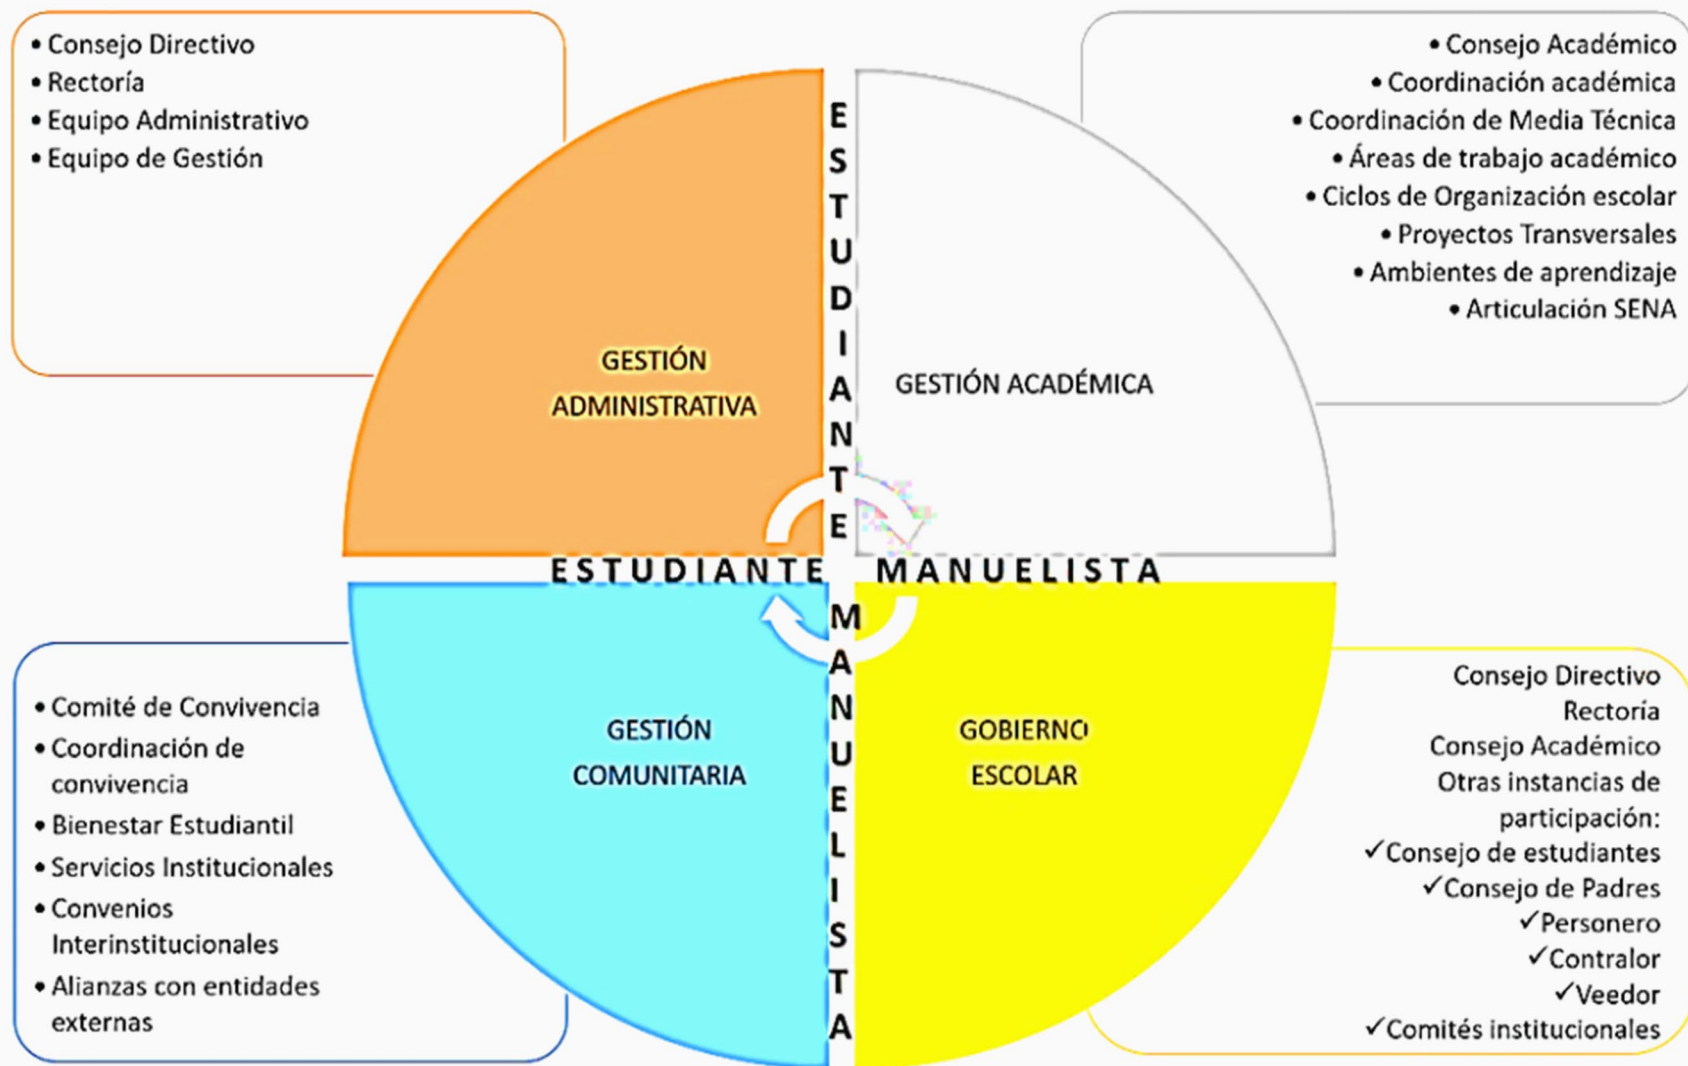 • Consejo Directivo
• Rectoría
• Equipo Administrativo
• Equipo de Gestión
• Consejo Académico
• Coordinación académica
• Coordinación de Media Técnica
• Áreas de trabajo académico
• Ciclos de Organización escolar
• Proyectos Transversales
• Ambientes de aprendizaje
• Articulación SENA
GESTIÓN
ADMINISTRATIVA
GESTIÓN ACADÉMICA
ESTUDIANTE MANUELISTA
ESTUDIANTE MANUELISTA
GESTIÓN
COMUNITARIA
GOBIERNO
ESCOLAR
• Comité de Convivencia
• Coordinación de
convivencia
• Bienestar Estudiantil
• Servicios Institucionales
• Convenios
Interinstitucionales
• Alianzas con entidades
externas
Consejo Directivo
Rectoría
Consejo Académico
Otras instancias de
participación:
✓Consejo de estudiantes
✓Consejo de Padres
✓Personero
✓Contralor
✓Veedor
✓Comités institucionales